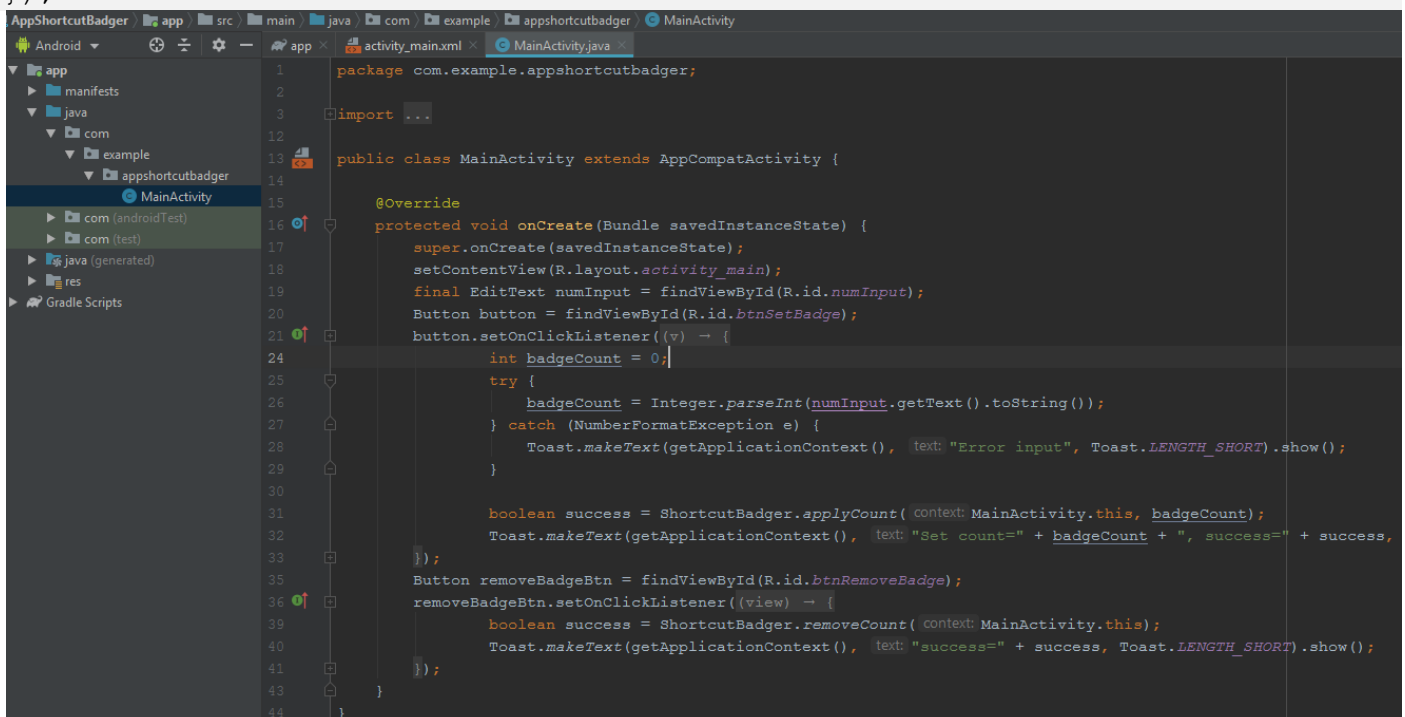 AppShortcutBadger app src main java com example appshortcutbadger MainActivity
Android app activity_main.xml MainActivity.java
app
manifests
java
com
example
appshortcutbadger
MainActivity
com (androidTest)
com (test)
java (generated)
res
Gradle Scripts
1 package com.example.appshortcutbadger;
2
3 import ...
12
13 public class MainActivity extends AppCompatActivity {
14
15 @Override
16 protected void onCreate(Bundle savedInstanceState) {
17 super.onCreate(savedInstanceState);
18 setContentView(R.layout.activity_main);
19 final EditText numInput = findViewById(R.id.numInput);
20 Button button = findViewById(R.id.btnSetBadge);
21 button.setOnClickListener((v) → {
24 int badgeCount = 0;
25 try {
26 badgeCount = Integer.parseInt(numInput.getText().toString());
27 } catch (NumberFormatException e) {
28 Toast.makeText(getApplicationContext(), text: "Error input", Toast.LENGTH_SHORT).show();
29 }
30
31 boolean success = ShortcutBadger.applyCount( context: MainActivity.this, badgeCount);
32 Toast.makeText(getApplicationContext(), text: "Set count=" + badgeCount + ", success=" + success,
33 });
35 Button removeBadgeBtn = findViewById(R.id.btnRemoveBadge);
36 removeBadgeBtn.setOnClickListener((view) → {
39 boolean success = ShortcutBadger.removeCount( context: MainActivity.this);
40 Toast.makeText(getApplicationContext(), text: "success=" + success, Toast.LENGTH_SHORT).show();
41 });
43 }
44 }